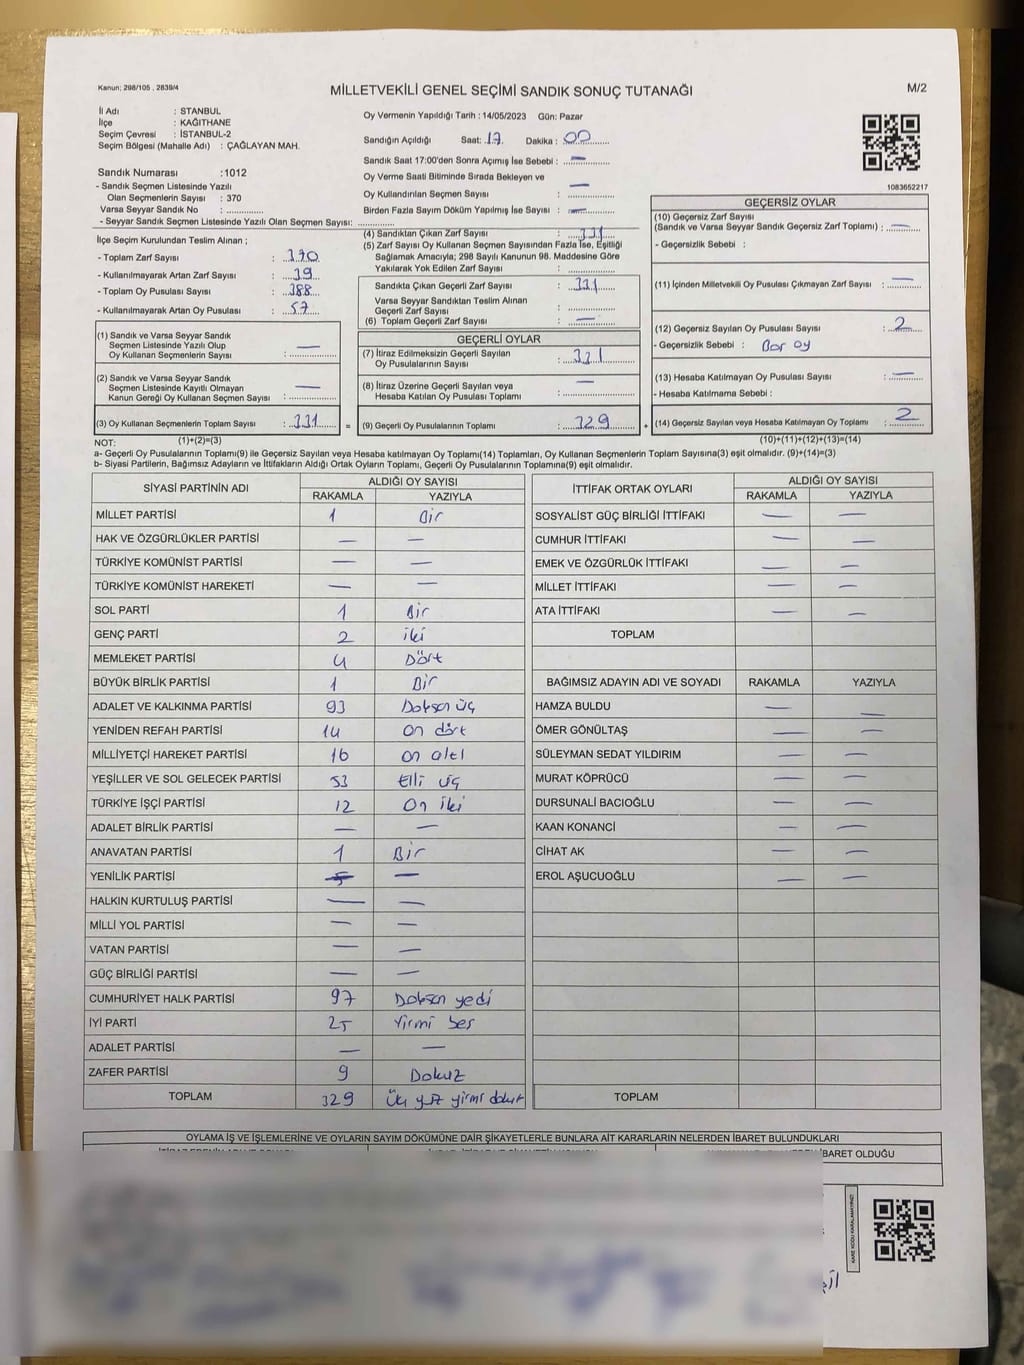 Kanun: 298/105 , 2839/4
MİLLETVEKİLİ GENEL SEÇİMİ SANDIK SONUÇ TUTANAĞI
M/2
İl Adı : STANBUL
İlçe : KAĞITHANE
Seçim Çevresi : İSTANBUL-2
Seçim Bölgesi (Mahalle Adı) : ÇAĞLAYAN MAH.
Sandık Numarası :1012
- Sandık Seçmen Listesinde Yazılı
Olan Seçmenlerin Sayısı : 370
Varsa Seyyar Sandık No :
- Seyyar Sandık Seçmen Listesinde Yazılı Olan Seçmen Sayısı:
İlçe Seçim Kurulundan Teslim Alınan ;
- Toplam Zarf Sayısı : 370
- Kullanılmayarak Artan Zarf Sayısı : 39
- Toplam Oy Pusulası Sayısı : 388
- Kullanılmayarak Artan Oy Pusulası : 57
(1) Sandık ve Varsa Seyyar Sandık
Seçmen Listesinde Yazılı Olup
Oy Kullanan Seçmenlerin Sayısı : —
(2) Sandık ve Varsa Seyyar Sandık
Seçmen Listesinde Kayıtlı Olmayan
Kanun Gereği Oy Kullanan Seçmen Sayısı : —
(3) Oy Kullanan Seçmenlerin Toplam Sayısı : 331
Oy Vermenin Yapıldığı Tarih : 14/05/2023 Gün: Pazar
Sandığın Açıldığı Saat: 17 Dakika : 00
Sandık Saat 17:00'den Sonra Açımış İse Sebebi : —
Oy Verme Saati Bitiminde Sırada Bekleyen ve
Oy Kullandırılan Seçmen Sayısı : —
Birden Fazla Sayım Döküm Yapılmış İse Sayısı : —
(4) Sandıktan Çıkan Zarf Sayısı : 331
(5) Zarf Sayısı Oy Kullanan Seçmen Sayısından Fazla İse, Eşitliği
Sağlamak Amacıyla; 298 Sayılı Kanunun 98. Maddesine Göre
Yakılarak Yok Edilen Zarf Sayısı :
Sandıkta Çıkan Geçerli Zarf Sayısı : 331
Varsa Seyyar Sandıktan Teslim Alınan
Geçerli Zarf Sayısı :
(6) Toplam Geçerli Zarf Sayısı : —
GEÇERLİ OYLAR
(7) İtiraz Edilmeksizin Geçerli Sayılan
Oy Pusulalarının Sayısı : 331
(8) İtiraz Üzerine Geçerli Sayılan veya
Hesaba Katılan Oy Pusulası Toplamı : —
= (9) Geçerli Oy Pusulalarının Toplamı : 329 +
1083652217
GEÇERSİZ OYLAR
(10) Geçersiz Zarf Sayısı
(Sandık ve Varsa Seyyar Sandık Geçersiz Zarf Toplamı) : —
- Geçersizlik Sebebi :
(11) İçinden Milletvekili Oy Pusulası Çıkmayan Zarf Sayısı : —
(12) Geçersiz Sayılan Oy Pusulası Sayısı : 2
- Geçersizlik Sebebi : Boş oy
(13) Hesaba Katılmayan Oy Pusulası Sayısı : —
- Hesaba Katılmama Sebebi :
(14) Geçersiz Sayılan veya Hesaba Katılmayan Oy Toplamı : 2
NOT: (1)+(2)=(3) (10)+(11)+(12)+(13)=(14)
a- Geçerli Oy Pusulalarının Toplamı(9) ile Geçersiz Sayılan veya Hesaba Katılmayan Oy Toplamı(14) Toplamları, Oy Kullanan Seçmenlerin Toplam Sayısına(3) eşit olmalıdır. (9)+(14)=(3)
b- Siyasi Partilerin, Bağımsız Adayların ve İttifakların Aldığı Ortak Oyların Toplamı, Geçerli Oy Pusulalarının Toplamına(9) eşit olmalıdır.
SİYASİ PARTİNİN ADI ALDIĞI OY SAYISI
RAKAMLA YAZIYLA
MİLLET PARTİSİ 1 Bir
HAK VE ÖZGÜRLÜKLER PARTİSİ — —
TÜRKİYE KOMÜNİST PARTİSİ — —
TÜRKİYE KOMÜNİST HAREKETİ — —
SOL PARTİ 1 Bir
GENÇ PARTİ 2 iki
MEMLEKET PARTİSİ 4 Dört
BÜYÜK BİRLİK PARTİSİ 1 Bir
ADALET VE KALKINMA PARTİSİ 93 Doksan üç
YENİDEN REFAH PARTİSİ 14 on dört
MİLLİYETÇİ HAREKET PARTİSİ 16 on altı
YEŞİLLER VE SOL GELECEK PARTİSİ 53 Elli üç
TÜRKİYE İŞÇİ PARTİSİ 12 On iki
ADALET BİRLİK PARTİSİ — —
ANAVATAN PARTİSİ 1 Bir
YENİLİK PARTİSİ — —
HALKIN KURTULUŞ PARTİSİ — —
MİLLİ YOL PARTİSİ — —
VATAN PARTİSİ — —
GÜÇ BİRLİĞİ PARTİSİ — —
CUMHURİYET HALK PARTİSİ 97 Doksan yedi
İYİ PARTİ 25 Yirmi beş
ADALET PARTİSİ — —
ZAFER PARTİSİ 9 Dokuz
TOPLAM 329 Üç yüz yirmi dokuz
İTTİFAK ORTAK OYLARI ALDIĞI OY SAYISI
RAKAMLA YAZIYLA
SOSYALİST GÜÇ BİRLİĞİ İTTİFAKI — —
CUMHUR İTTİFAKI — —
EMEK VE ÖZGÜRLÜK İTTİFAKI — —
MİLLET İTTİFAKI — —
ATA İTTİFAKI — —
TOPLAM
BAĞIMSIZ ADAYIN ADI VE SOYADI RAKAMLA YAZIYLA
HAMZA BULDU — —
ÖMER GÖNÜLTAŞ — —
SÜLEYMAN SEDAT YILDIRIM — —
MURAT KÖPRÜCÜ — —
DURSUNALİ BACIOĞLU — —
KAAN KONANCİ — —
CİHAT AK — —
EROL AŞUCUOĞLU — —
TOPLAM
OYLAMA İŞ VE İŞLEMLERİNE VE OYLARIN SAYIM DÖKÜMÜNE DAİR ŞİKAYETLERLE BUNLARA AİT KARARLARIN NELERDEN İBARET BULUNDUKLARI
İBARET OLDUĞU
KARE KODU KARALAMAYINIZ!